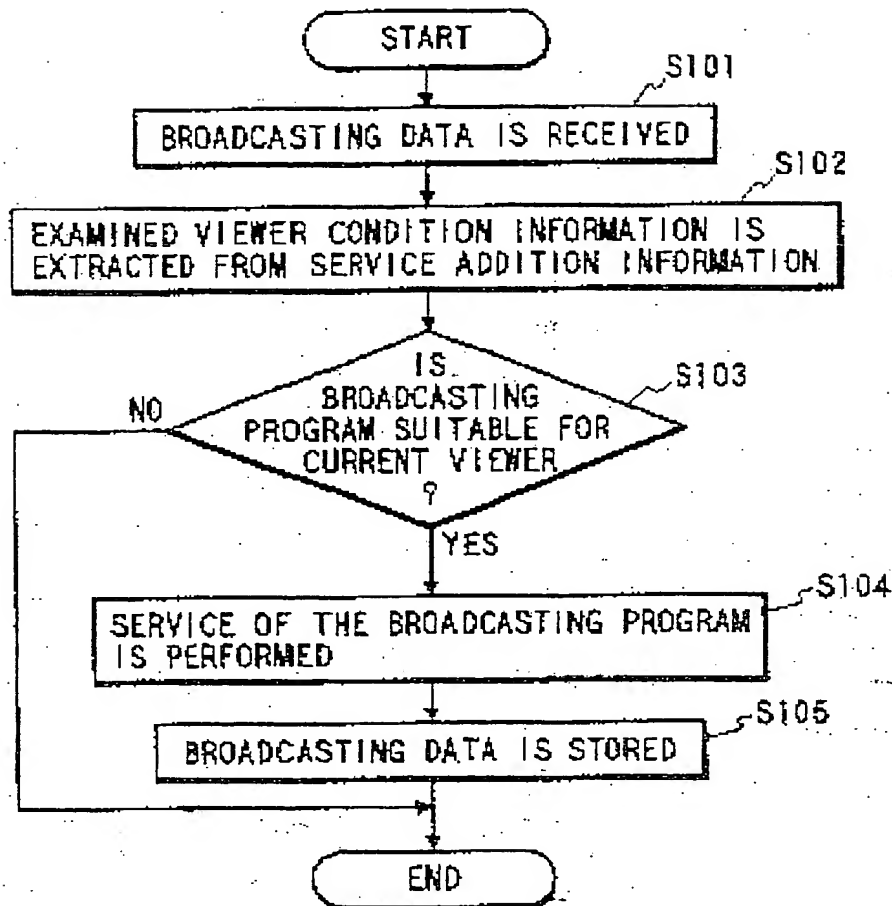 START
S101
BROADCASTING DATA IS RECEIVED
S102
EXAMINED VIEWER CONDITION INFORMATION IS
EXTRACTED FROM SERVICE ADDITION INFORMATION
S103
IS
BROADCASTING
PROGRAM SUITABLE FOR
CURRENT VIEWER
?
NO
YES
S104
SERVICE OF THE BROADCASTING PROGRAM
IS PERFORMED
S105
BROADCASTING DATA IS STORED
END